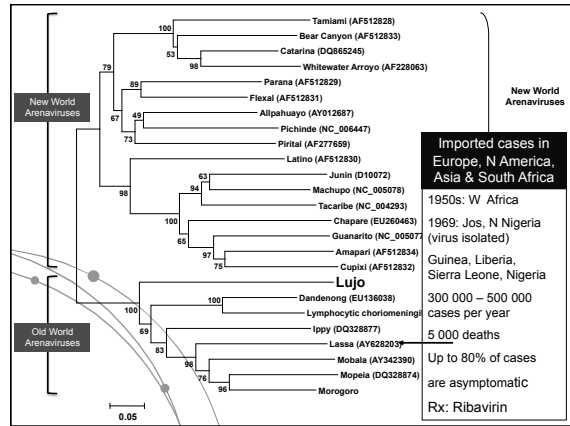 Tamiami (AF512828)
100
Bear Canyon (AF512833)
53
Catarina (DQ865245)
98
Whitewater Arroyo (AF228063)
79
Parana (AF512829)
89
Flexal (AF512831)
67
Allpahuayo (AY012687)
49
Pichinde (NC_006447)
73
Pirital (AF277659)
Latino (AF512830)
98
Junin (D10072)
63
Machupo (NC_005078)
94
Tacaribe (NC_004293)
100
Chapare (EU260463)
65
Guanarito (NC_005077
97
Amapari (AF512834)
75
Cupixi (AF512832)
Lujo
100
Dandenong (EU136038)
100
Lymphocytic choriomeningit
69
Ippy (DQ328877)
83
Lassa (AY628203)
98
Mobala (AY342390)
76
Mopeia (DQ328874)
96
Morogoro
0.05
New World
Arenaviruses
Old World
Arenaviruses
New World
Arenaviruses
Imported cases in
Europe, N America,
Asia & South Africa
1950s: W Africa
1969: Jos, N Nigeria
(virus isolated)
Guinea, Liberia,
Sierra Leone, Nigeria
300 000 – 500 000
cases per year
5 000 deaths
Up to 80% of cases
are asymptomatic
Rx: Ribavirin